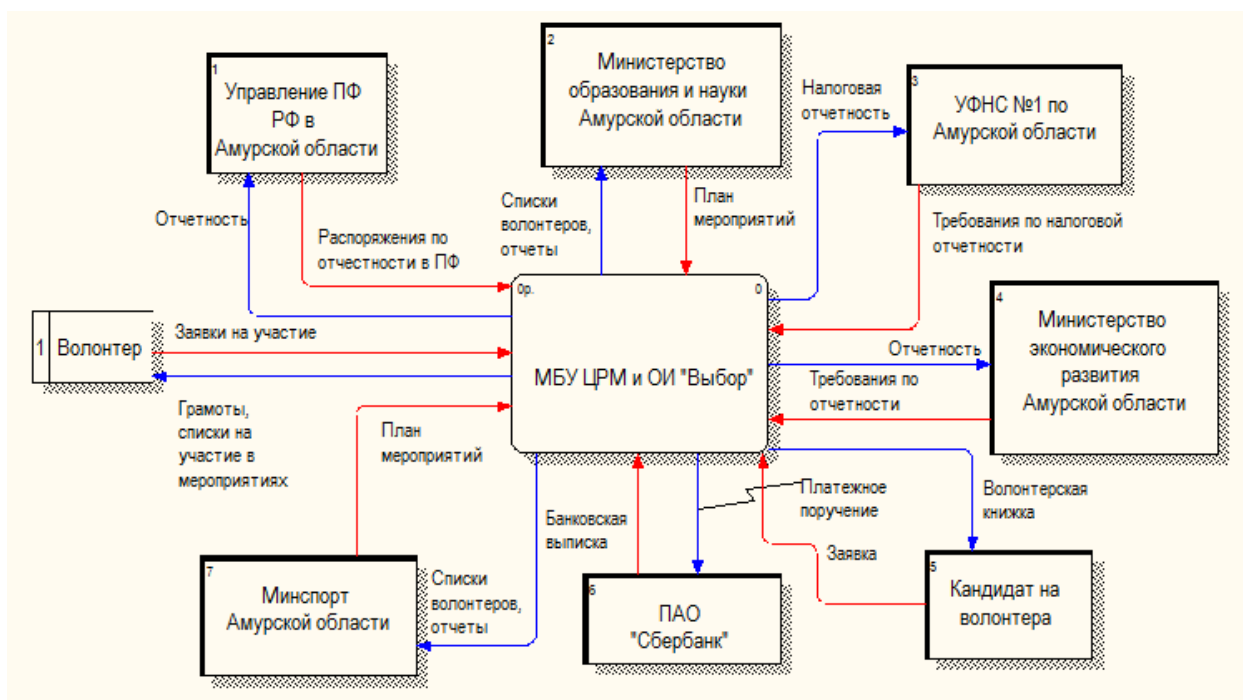 1
Управление ПФ
РФ в
Амурской области
2
Министерство
образования и науки
Амурской области
3
УФНС №1 по
Амурской области
Налоговая
отчетность
Отчетность
Распоряжения по
отчестности в ПФ
Списки
волонтеров,
отчеты
План
мероприятий
Требования по налоговой
отчетности
1 Волонтер
Заявки на участие
Грамоты,
списки на
участие в
мероприятиях
0р.
0
МБУ ЦРМ и ОИ "Выбор"
Отчетность
Требования по
отчетности
4
Министерство
экономического
развития
Амурской области
План
мероприятий
Банковская
выписка
Платежное
поручение
Волонтерская
книжка
Заявка
7
Минспорт
Амурской области
Списки
волонтеров,
отчеты
6
ПАО
"Сбербанк"
5
Кандидат на
волонтера